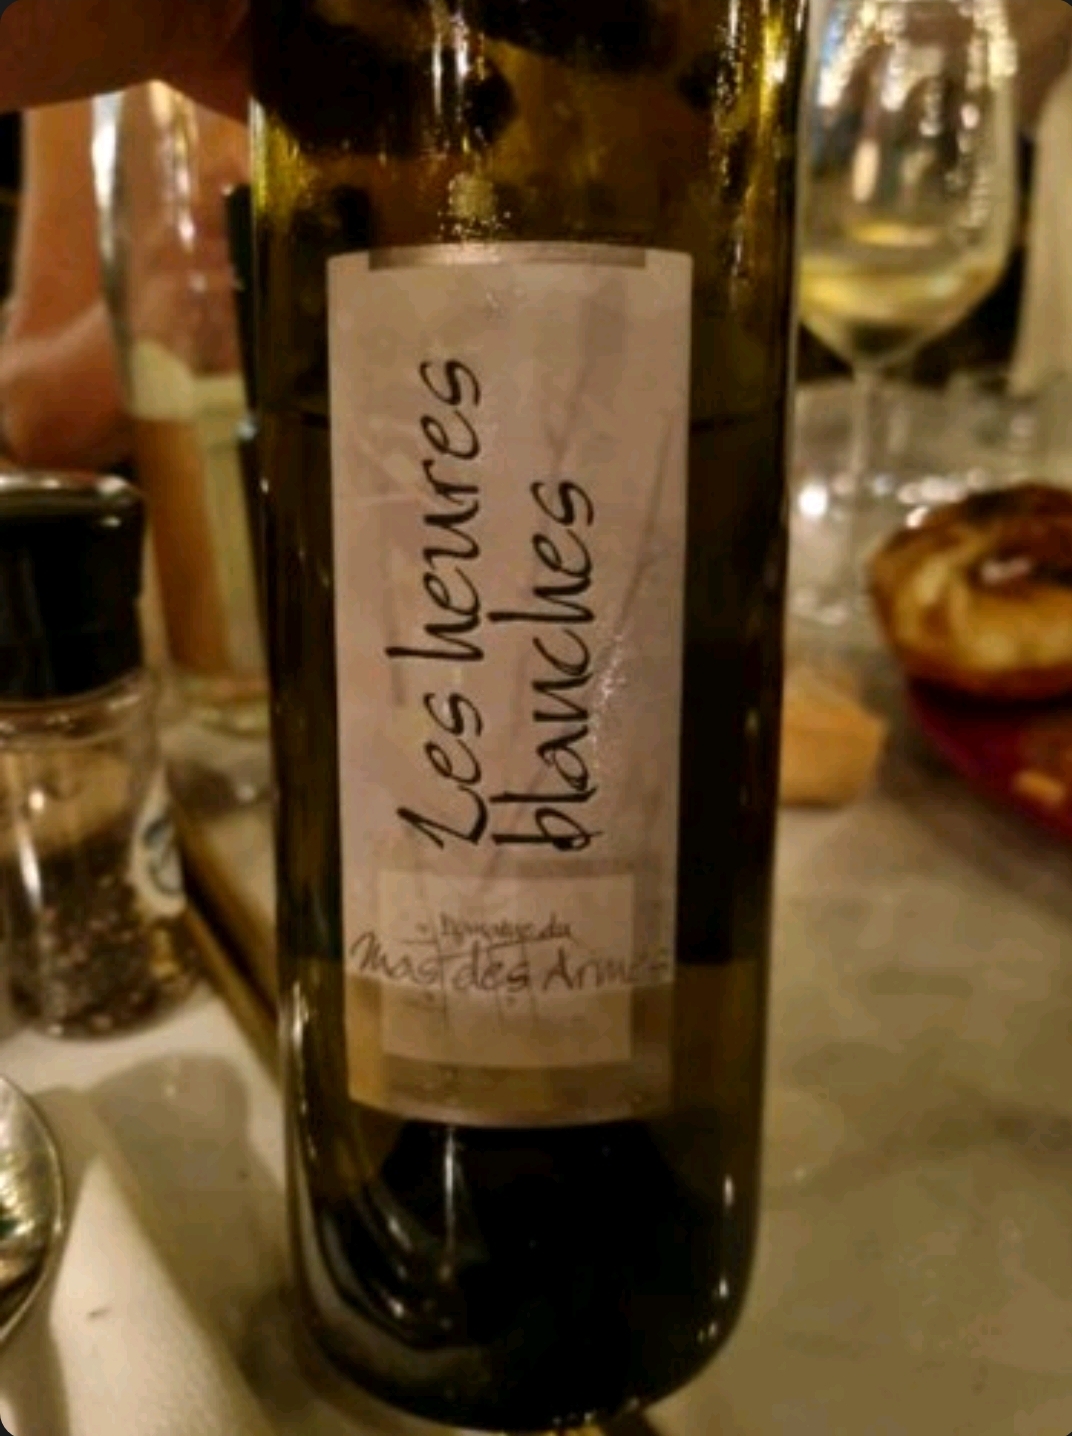 Les heures
blanches
Domaine du
Mas des Armes